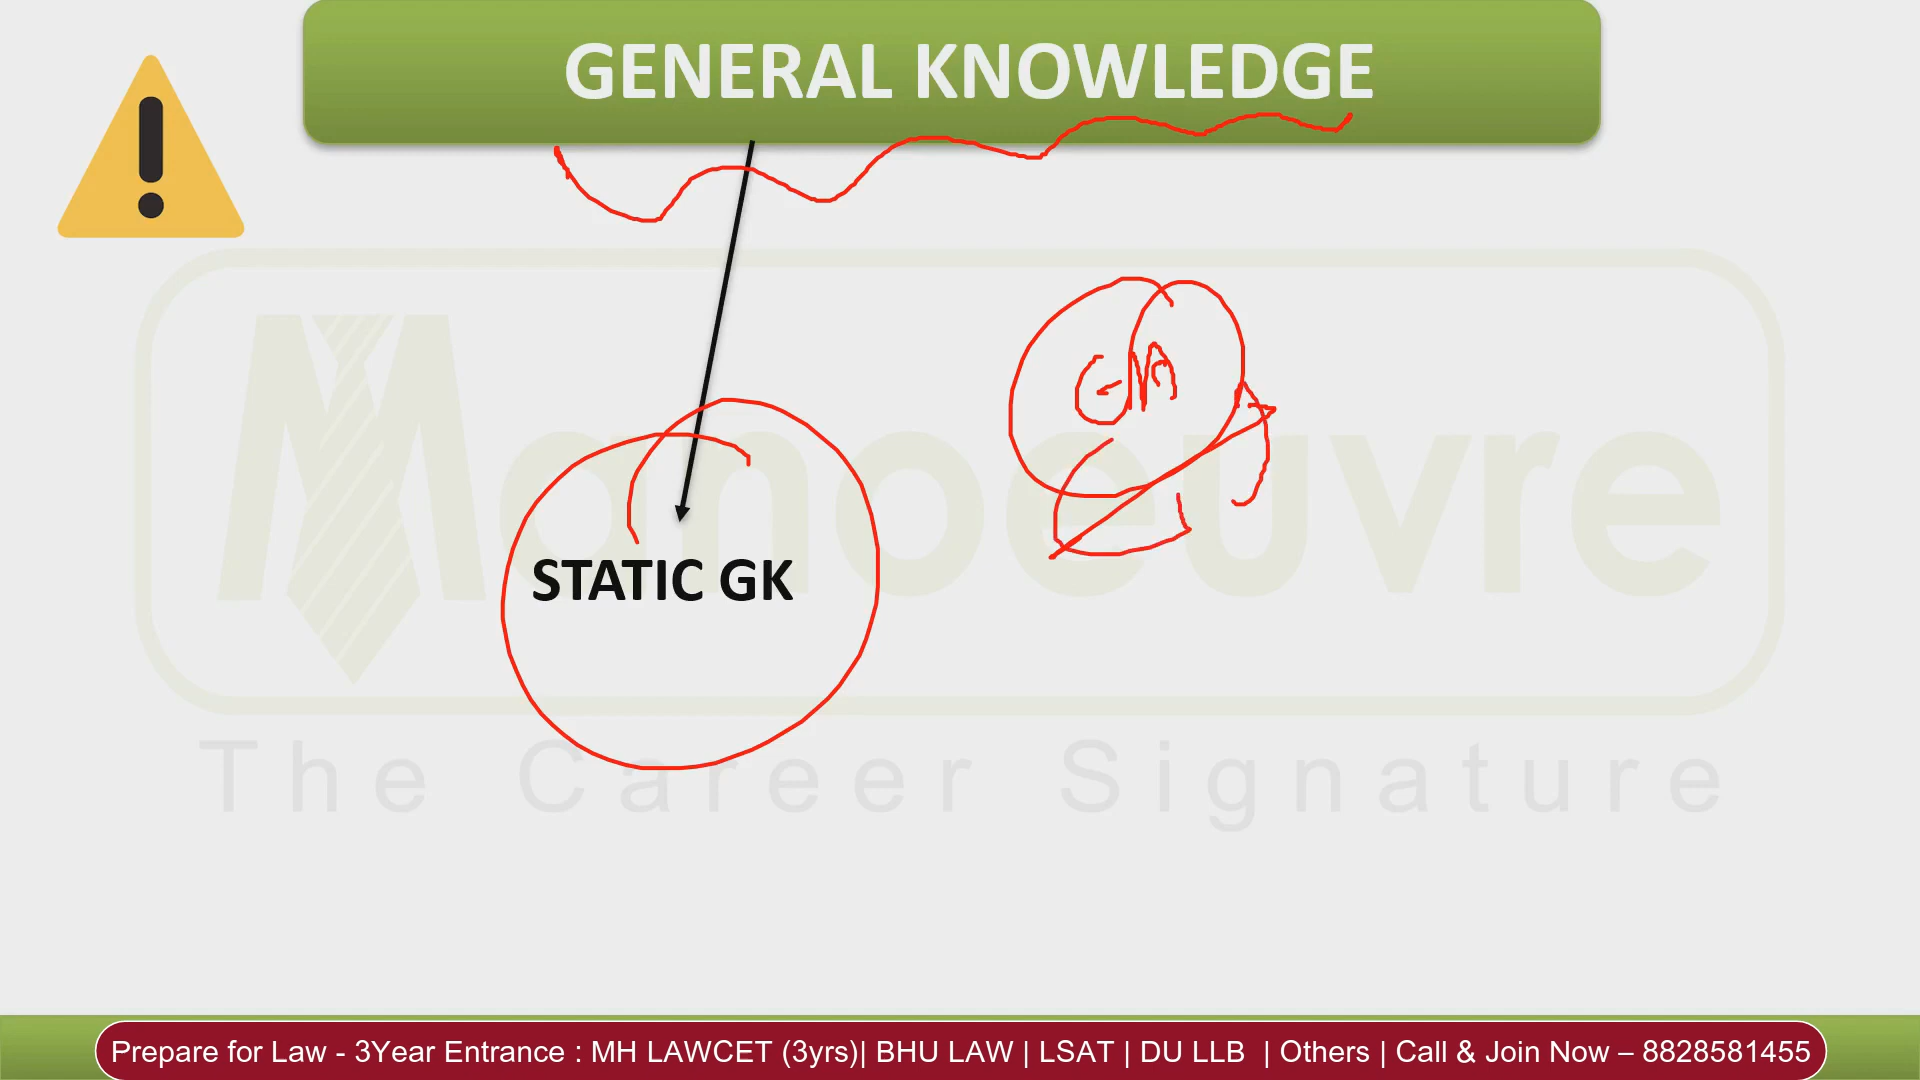 GENERAL KNOWLEDGE
STATIC GK
Manoeuvre
The Career Signature
Prepare for Law - 3Year Entrance : MH LAWCET (3yrs)| BHU LAW | LSAT | DU LLB | Others | Call & Join Now – 8828581455